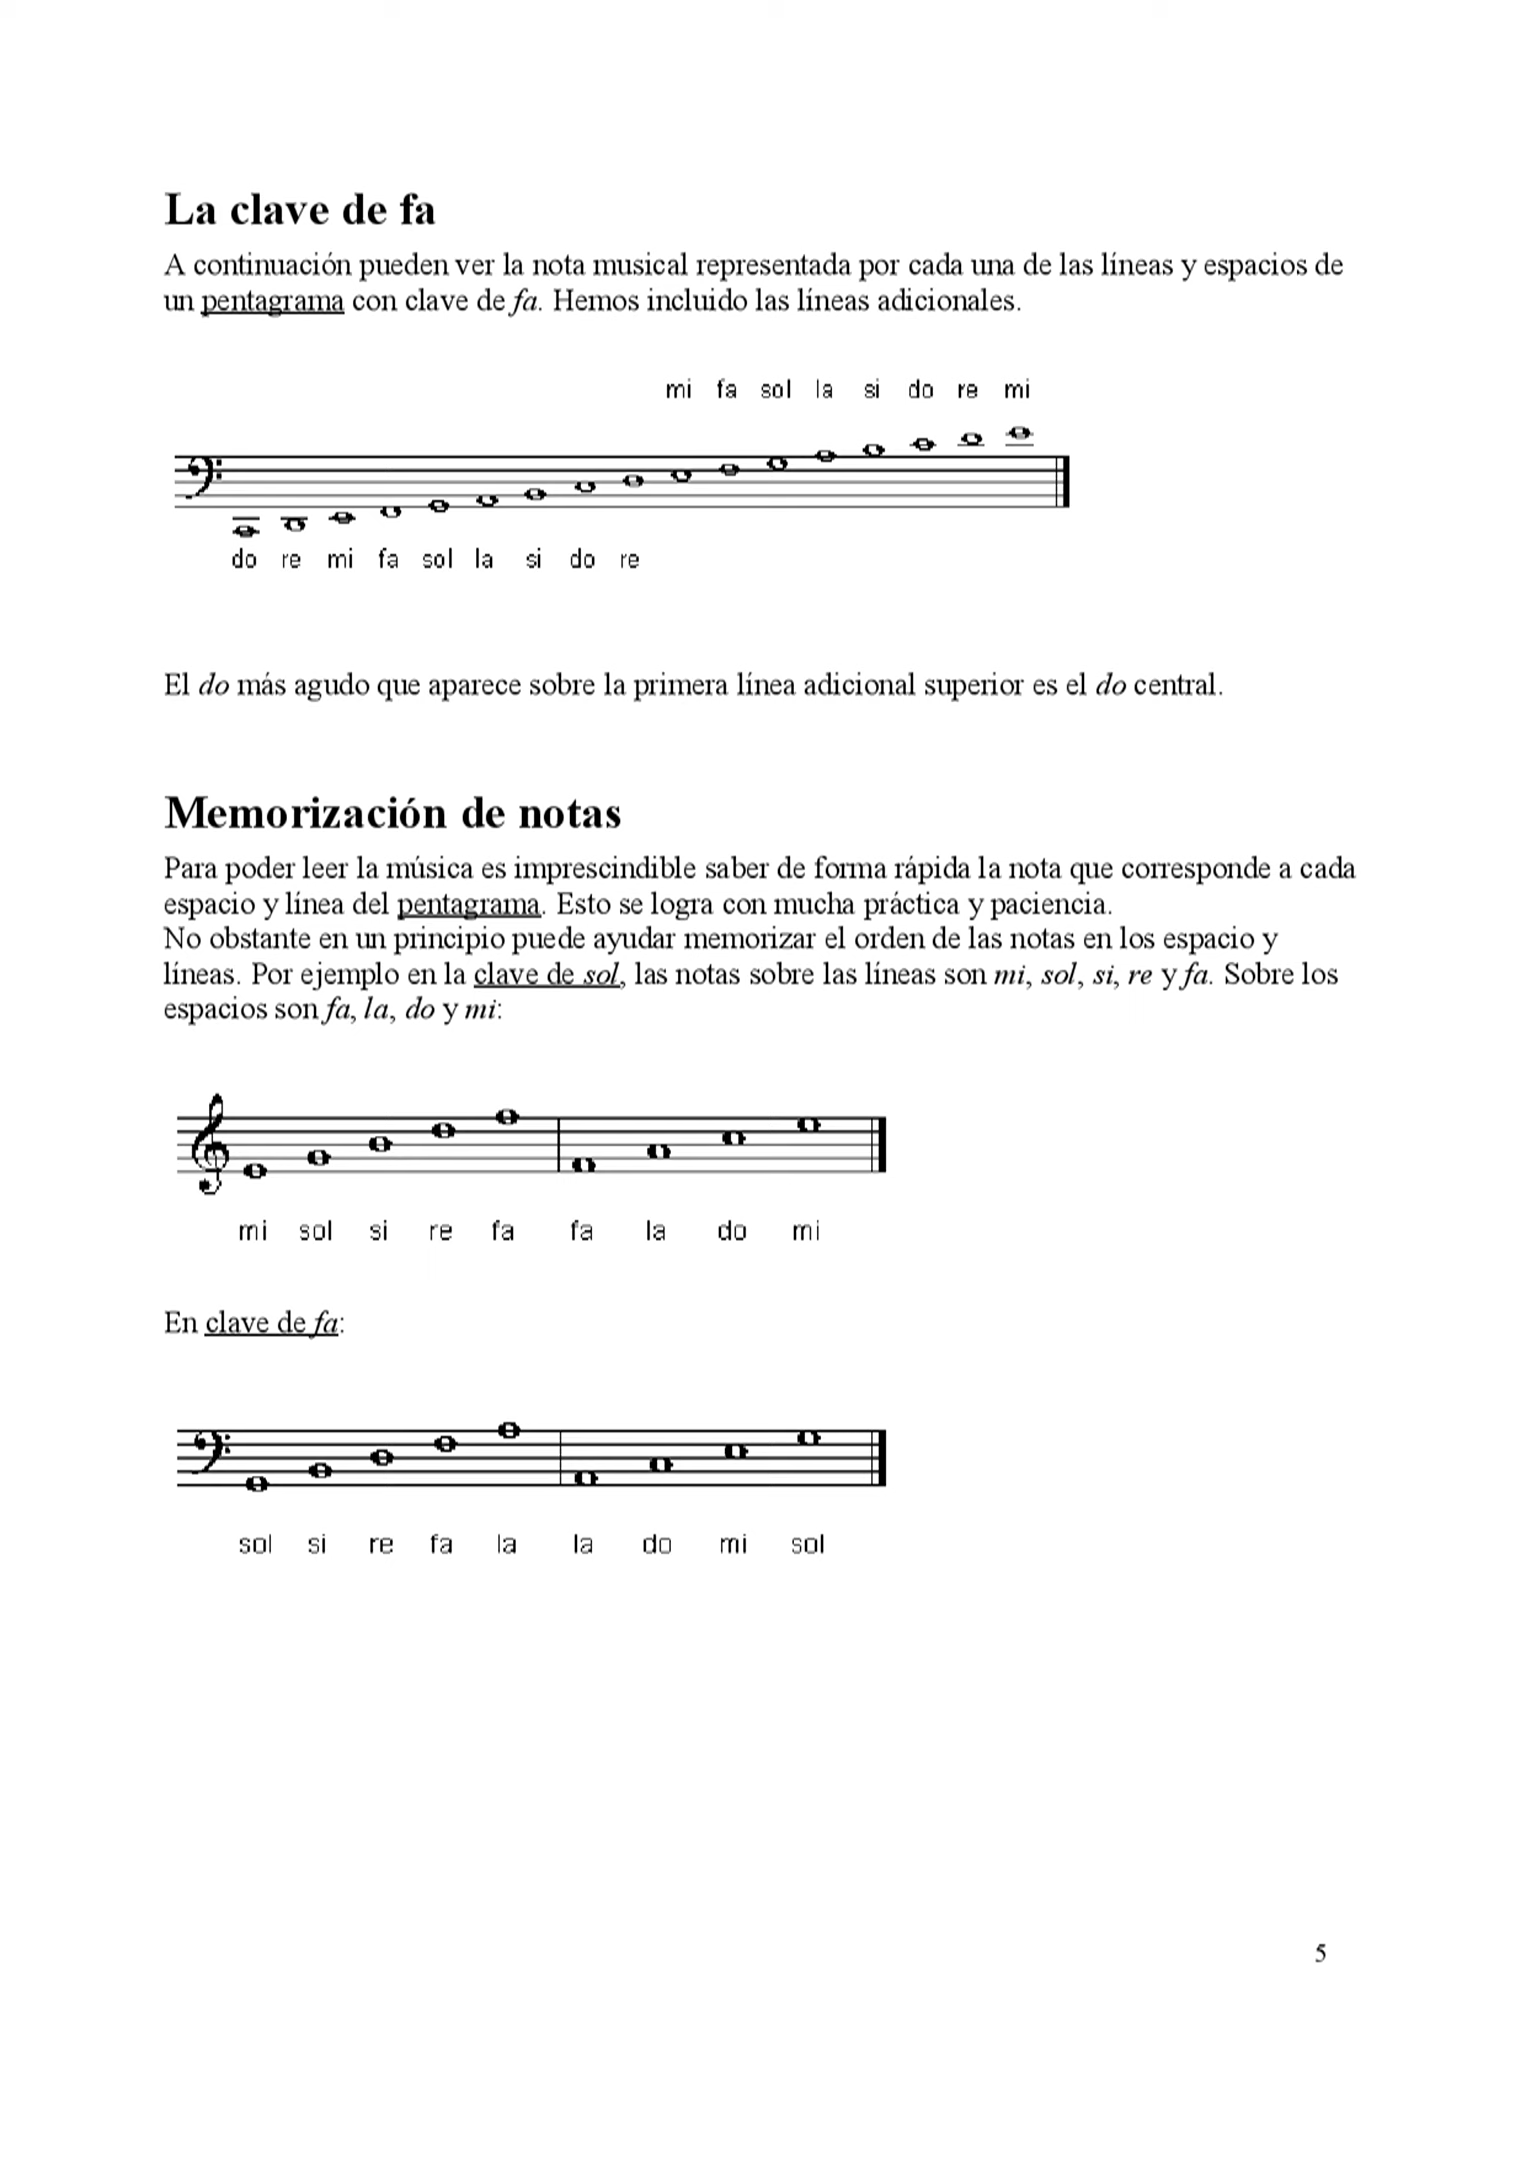 La clave de fa
A continuación pueden ver la nota musical representada por cada una de las líneas y espacios de
un pentagrama con clave de fa. Hemos incluido las líneas adicionales.
mi fa sol la si do re mi
do re mi fa sol la si do re
El do más agudo que aparece sobre la primera línea adicional superior es el do central.
Memorización de notas
Para poder leer la música es imprescindible saber de forma rápida la nota que corresponde a cada
espacio y línea del pentagrama. Esto se logra con mucha práctica y paciencia.
No obstante en un principio puede ayudar memorizar el orden de las notas en los espacio y
líneas. Por ejemplo en la clave de sol, las notas sobre las líneas son mi, sol, si, re y fa. Sobre los
espacios son fa, la, do y mi:
mi sol si re fa fa la do mi
En clave de fa:
sol si re fa la la do mi sol
5